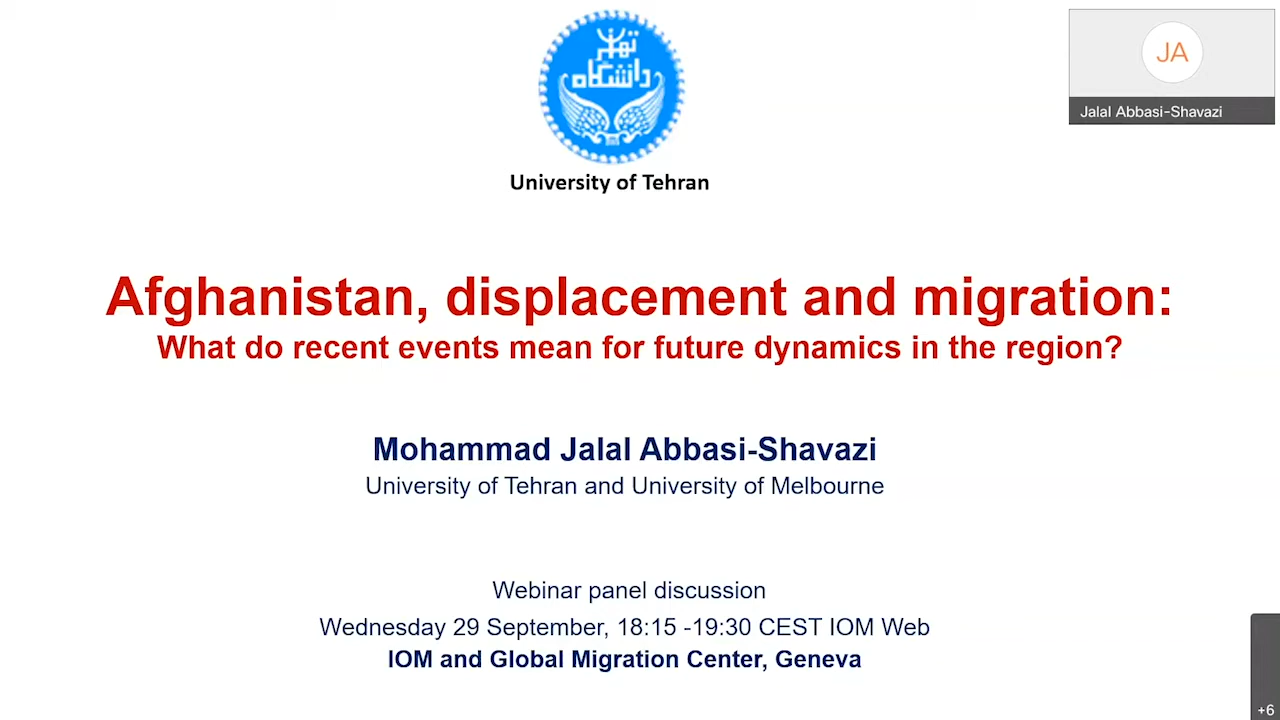 تهران
دانشگاه
University of Tehran
JA
Jalal Abbasi-Shavazi
Afghanistan, displacement and migration:
What do recent events mean for future dynamics in the region?
Mohammad Jalal Abbasi-Shavazi
University of Tehran and University of Melbourne
Webinar panel discussion
Wednesday 29 September, 18:15 -19:30 CEST IOM Web
IOM and Global Migration Center, Geneva
+6